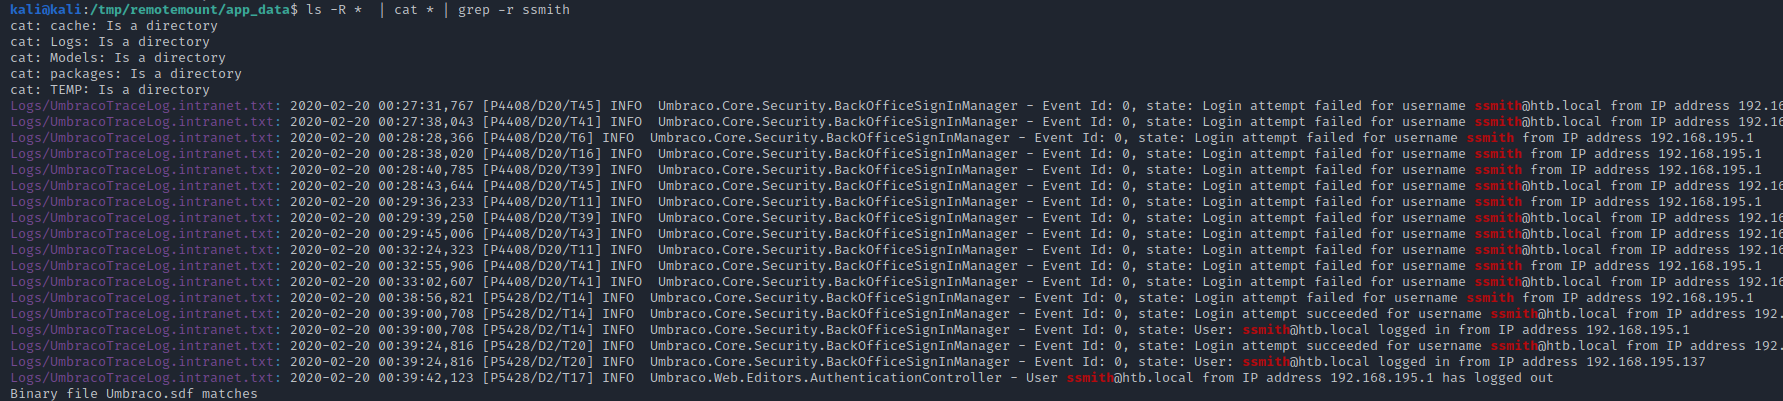 kali@kali:/tmp/remotemount/app_data$ ls -R *  | cat * | grep -r ssmith
cat: cache: Is a directory
cat: Logs: Is a directory
cat: Models: Is a directory
cat: packages: Is a directory
cat: TEMP: Is a directory
Logs/UmbracoTraceLog.intranet.txt: 2020-02-20 00:27:31,767 [P4408/D20/T45] INFO  Umbraco.Core.Security.BackOfficeSignInManager - Event Id: 0, state: Login attempt failed for username ssmith@htb.local from IP address 192.16
Logs/UmbracoTraceLog.intranet.txt: 2020-02-20 00:27:38,043 [P4408/D20/T41] INFO  Umbraco.Core.Security.BackOfficeSignInManager - Event Id: 0, state: Login attempt failed for username ssmith@htb.local from IP address 192.16
Logs/UmbracoTraceLog.intranet.txt: 2020-02-20 00:28:28,366 [P4408/D20/T6] INFO  Umbraco.Core.Security.BackOfficeSignInManager - Event Id: 0, state: Login attempt failed for username ssmith from IP address 192.168.195.1
Logs/UmbracoTraceLog.intranet.txt: 2020-02-20 00:28:38,020 [P4408/D20/T16] INFO  Umbraco.Core.Security.BackOfficeSignInManager - Event Id: 0, state: Login attempt failed for username ssmith from IP address 192.168.195.1
Logs/UmbracoTraceLog.intranet.txt: 2020-02-20 00:28:40,785 [P4408/D20/T39] INFO  Umbraco.Core.Security.BackOfficeSignInManager - Event Id: 0, state: Login attempt failed for username ssmith from IP address 192.168.195.1
Logs/UmbracoTraceLog.intranet.txt: 2020-02-20 00:28:43,644 [P4408/D20/T45] INFO  Umbraco.Core.Security.BackOfficeSignInManager - Event Id: 0, state: Login attempt failed for username ssmith@htb.local from IP address 192.16
Logs/UmbracoTraceLog.intranet.txt: 2020-02-20 00:29:36,233 [P4408/D20/T11] INFO  Umbraco.Core.Security.BackOfficeSignInManager - Event Id: 0, state: Login attempt failed for username ssmith from IP address 192.168.195.1
Logs/UmbracoTraceLog.intranet.txt: 2020-02-20 00:29:39,250 [P4408/D20/T39] INFO  Umbraco.Core.Security.BackOfficeSignInManager - Event Id: 0, state: Login attempt failed for username ssmith@htb.local from IP address 192.16
Logs/UmbracoTraceLog.intranet.txt: 2020-02-20 00:29:45,006 [P4408/D20/T43] INFO  Umbraco.Core.Security.BackOfficeSignInManager - Event Id: 0, state: Login attempt failed for username ssmith@htb.local from IP address 192.16
Logs/UmbracoTraceLog.intranet.txt: 2020-02-20 00:32:24,323 [P4408/D20/T11] INFO  Umbraco.Core.Security.BackOfficeSignInManager - Event Id: 0, state: Login attempt failed for username ssmith@htb.local from IP address 192.16
Logs/UmbracoTraceLog.intranet.txt: 2020-02-20 00:32:55,906 [P4408/D20/T41] INFO  Umbraco.Core.Security.BackOfficeSignInManager - Event Id: 0, state: Login attempt failed for username ssmith from IP address 192.168.195.1
Logs/UmbracoTraceLog.intranet.txt: 2020-02-20 00:33:02,607 [P4408/D20/T41] INFO  Umbraco.Core.Security.BackOfficeSignInManager - Event Id: 0, state: Login attempt failed for username ssmith@htb.local from IP address 192.16
Logs/UmbracoTraceLog.intranet.txt: 2020-02-20 00:38:56,821 [P5428/D2/T14] INFO  Umbraco.Core.Security.BackOfficeSignInManager - Event Id: 0, state: Login attempt failed for username ssmith from IP address 192.168.195.1
Logs/UmbracoTraceLog.intranet.txt: 2020-02-20 00:39:00,708 [P5428/D2/T14] INFO  Umbraco.Core.Security.BackOfficeSignInManager - Event Id: 0, state: Login attempt succeeded for username ssmith@htb.local from IP address 192.
Logs/UmbracoTraceLog.intranet.txt: 2020-02-20 00:39:00,708 [P5428/D2/T14] INFO  Umbraco.Core.Security.BackOfficeSignInManager - Event Id: 0, state: User: ssmith@htb.local logged in from IP address 192.168.195.1
Logs/UmbracoTraceLog.intranet.txt: 2020-02-20 00:39:24,816 [P5428/D2/T20] INFO  Umbraco.Core.Security.BackOfficeSignInManager - Event Id: 0, state: Login attempt succeeded for username ssmith@htb.local from IP address 192.
Logs/UmbracoTraceLog.intranet.txt: 2020-02-20 00:39:24,816 [P5428/D2/T20] INFO  Umbraco.Core.Security.BackOfficeSignInManager - Event Id: 0, state: User: ssmith@htb.local logged in from IP address 192.168.195.137
Logs/UmbracoTraceLog.intranet.txt: 2020-02-20 00:39:42,123 [P5428/D2/T17] INFO  Umbraco.Web.Editors.AuthenticationController - User ssmith@htb.local from IP address 192.168.195.1 has logged out
Binary file Umbraco.sdf matches